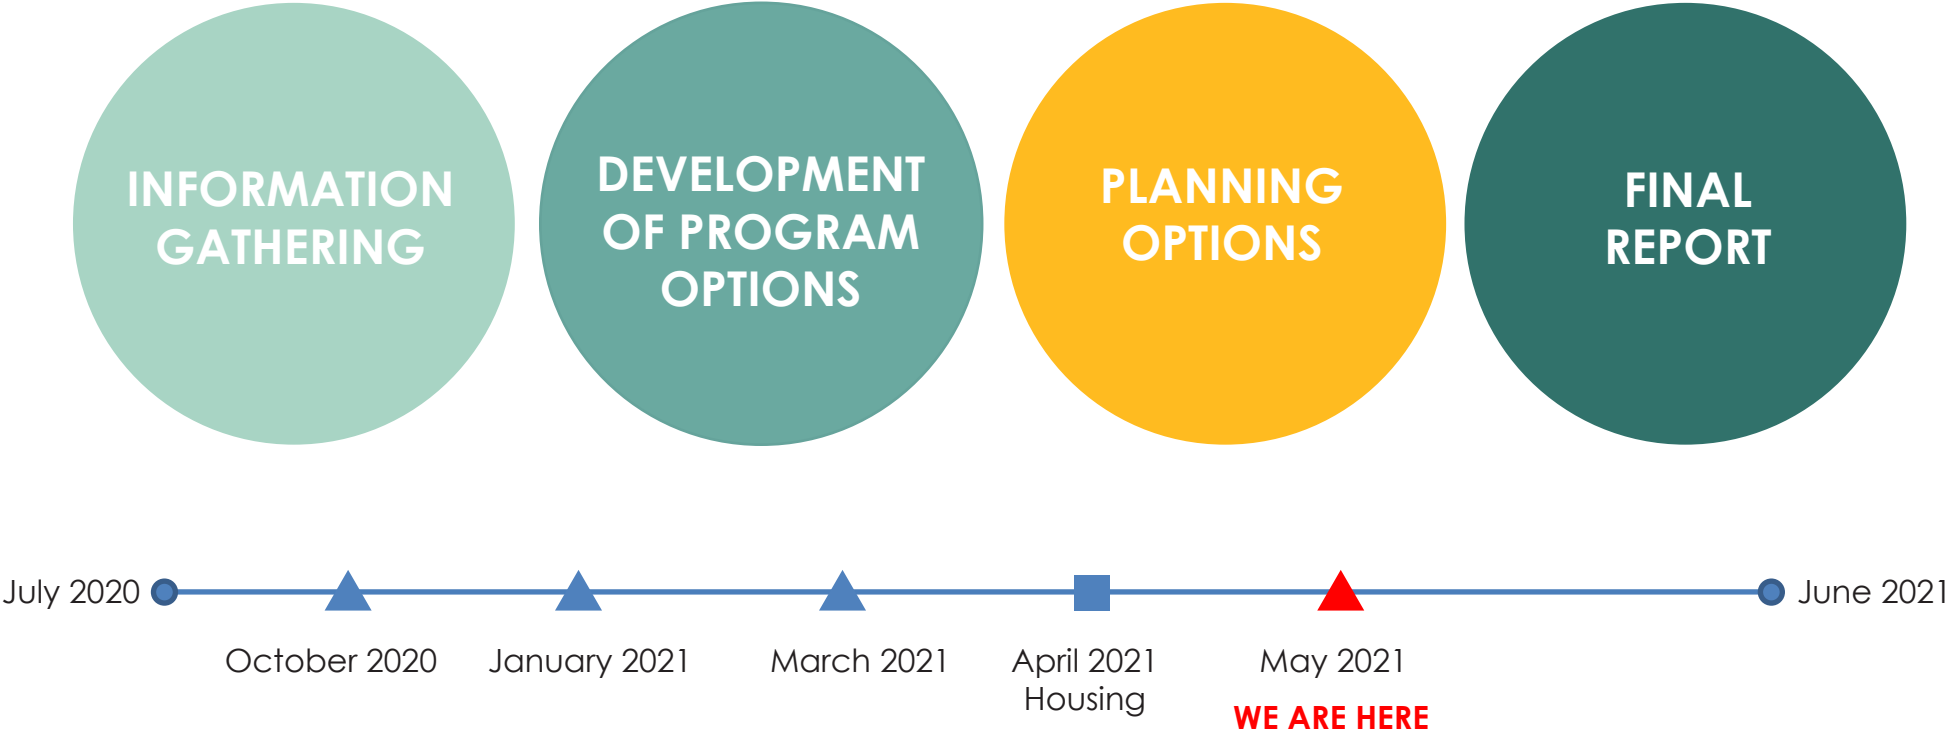 INFORMATION
GATHERING
DEVELOPMENT
OF PROGRAM
OPTIONS
PLANNING
OPTIONS
FINAL
REPORT
July 2020
June 2021
October 2020
January 2021
March 2021
April 2021
Housing
May 2021
WE ARE HERE